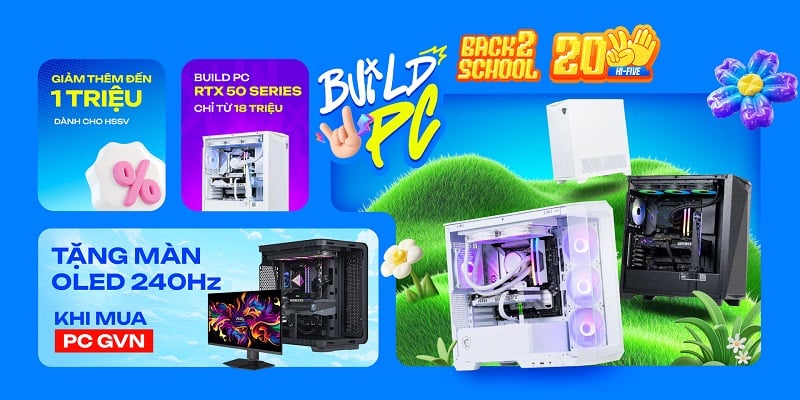 GIẢM THÊM ĐẾN
1 TRIỆU
DÀNH CHO HSSV
BUILD PC
RTX 50 SERIES
CHỈ TỪ 18 TRIỆU
BUILD
PC
BACK2
SCHOOL
20
HI-FIVE
TẶNG MÀN
OLED 240Hz
KHI MUA
PC GVN